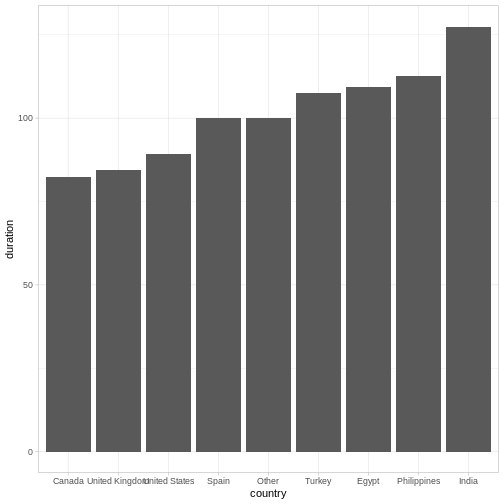 duration
100
50
0
Canada United Kingdom United States Spain Other Turkey Egypt Philippines India
country